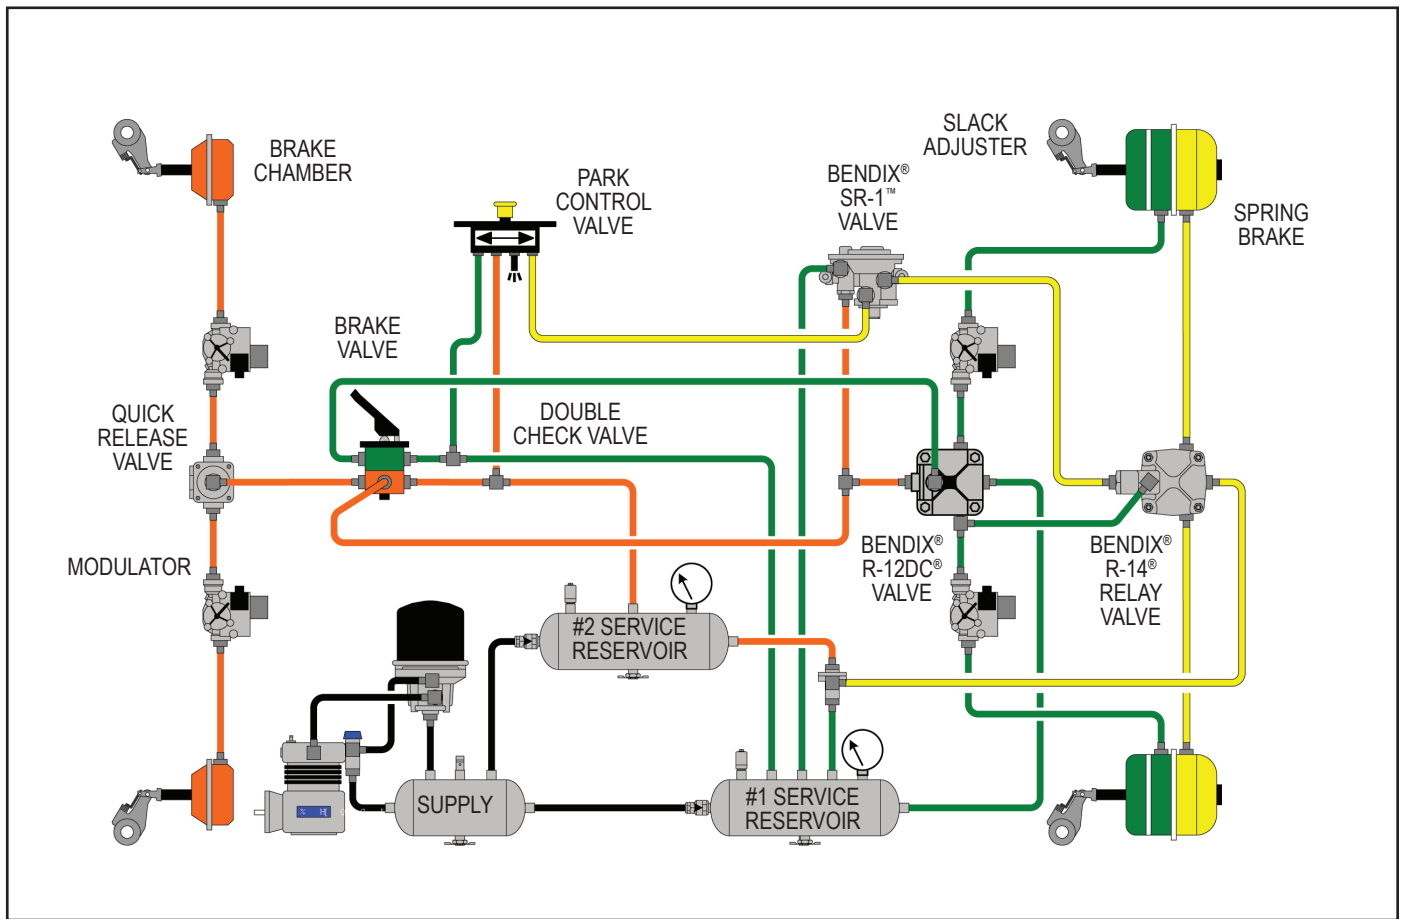 BRAKE
CHAMBER
PARK
CONTROL
VALVE
BENDIX®
SR-1™
VALVE
SLACK
ADJUSTER
SPRING
BRAKE
BRAKE
VALVE
QUICK
RELEASE
VALVE
DOUBLE
CHECK VALVE
MODULATOR
BENDIX®
R-12DC®
VALVE
BENDIX®
R-14®
RELAY
VALVE
#2 SERVICE
RESERVOIR
SUPPLY
#1 SERVICE
RESERVOIR